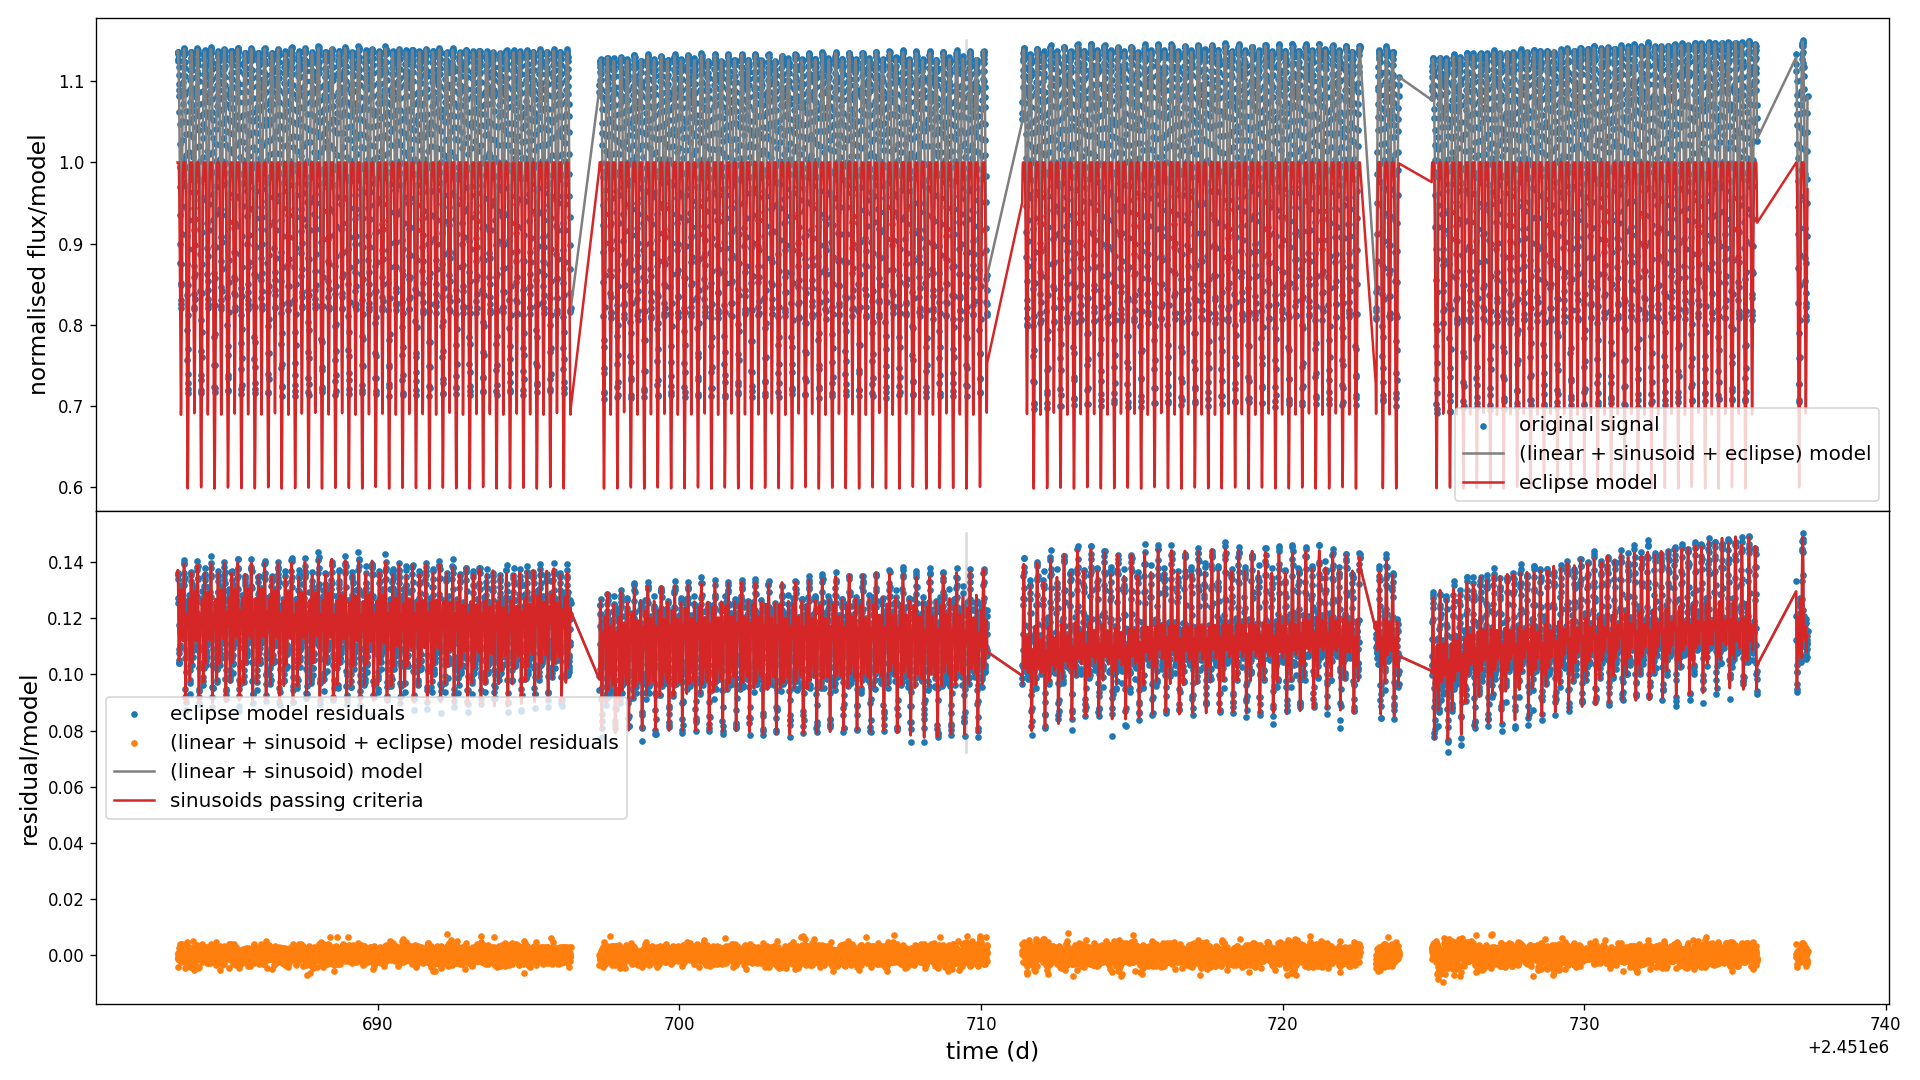 1.1
1.0
0.9
0.8
0.7
0.6
normalised flux/model
original signal
(linear + sinusoid + eclipse) model
eclipse model
0.14
0.12
0.10
0.08
0.06
0.04
0.02
0.00
residual/model
eclipse model residuals
(linear + sinusoid + eclipse) model residuals
(linear + sinusoid) model
sinusoids passing criteria
690
700
710
720
730
740
time (d)
+2.451e6